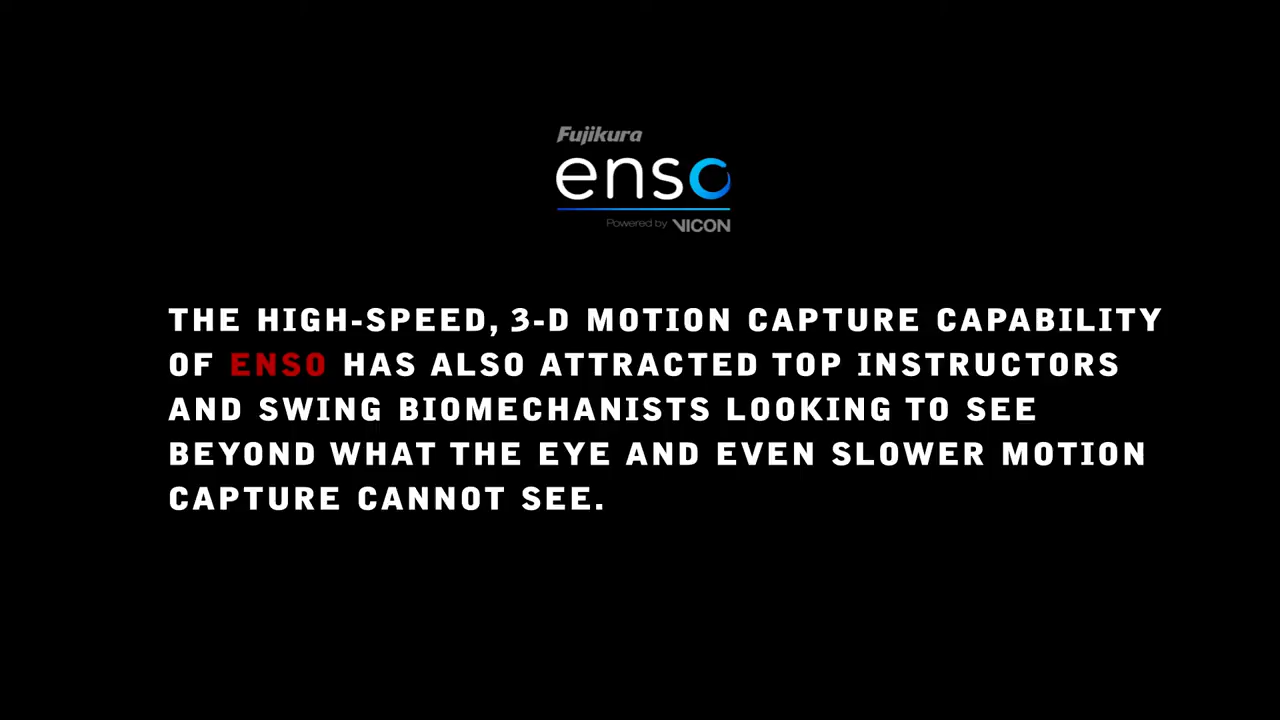 Fujikura
enso
Powered by VICON
THE HIGH-SPEED, 3-D MOTION CAPTURE CAPABILITY
OF ENSO HAS ALSO ATTRACTED TOP INSTRUCTORS
AND SWING BIOMECHANISTS LOOKING TO SEE
BEYOND WHAT THE EYE AND EVEN SLOWER MOTION
CAPTURE CANNOT SEE.